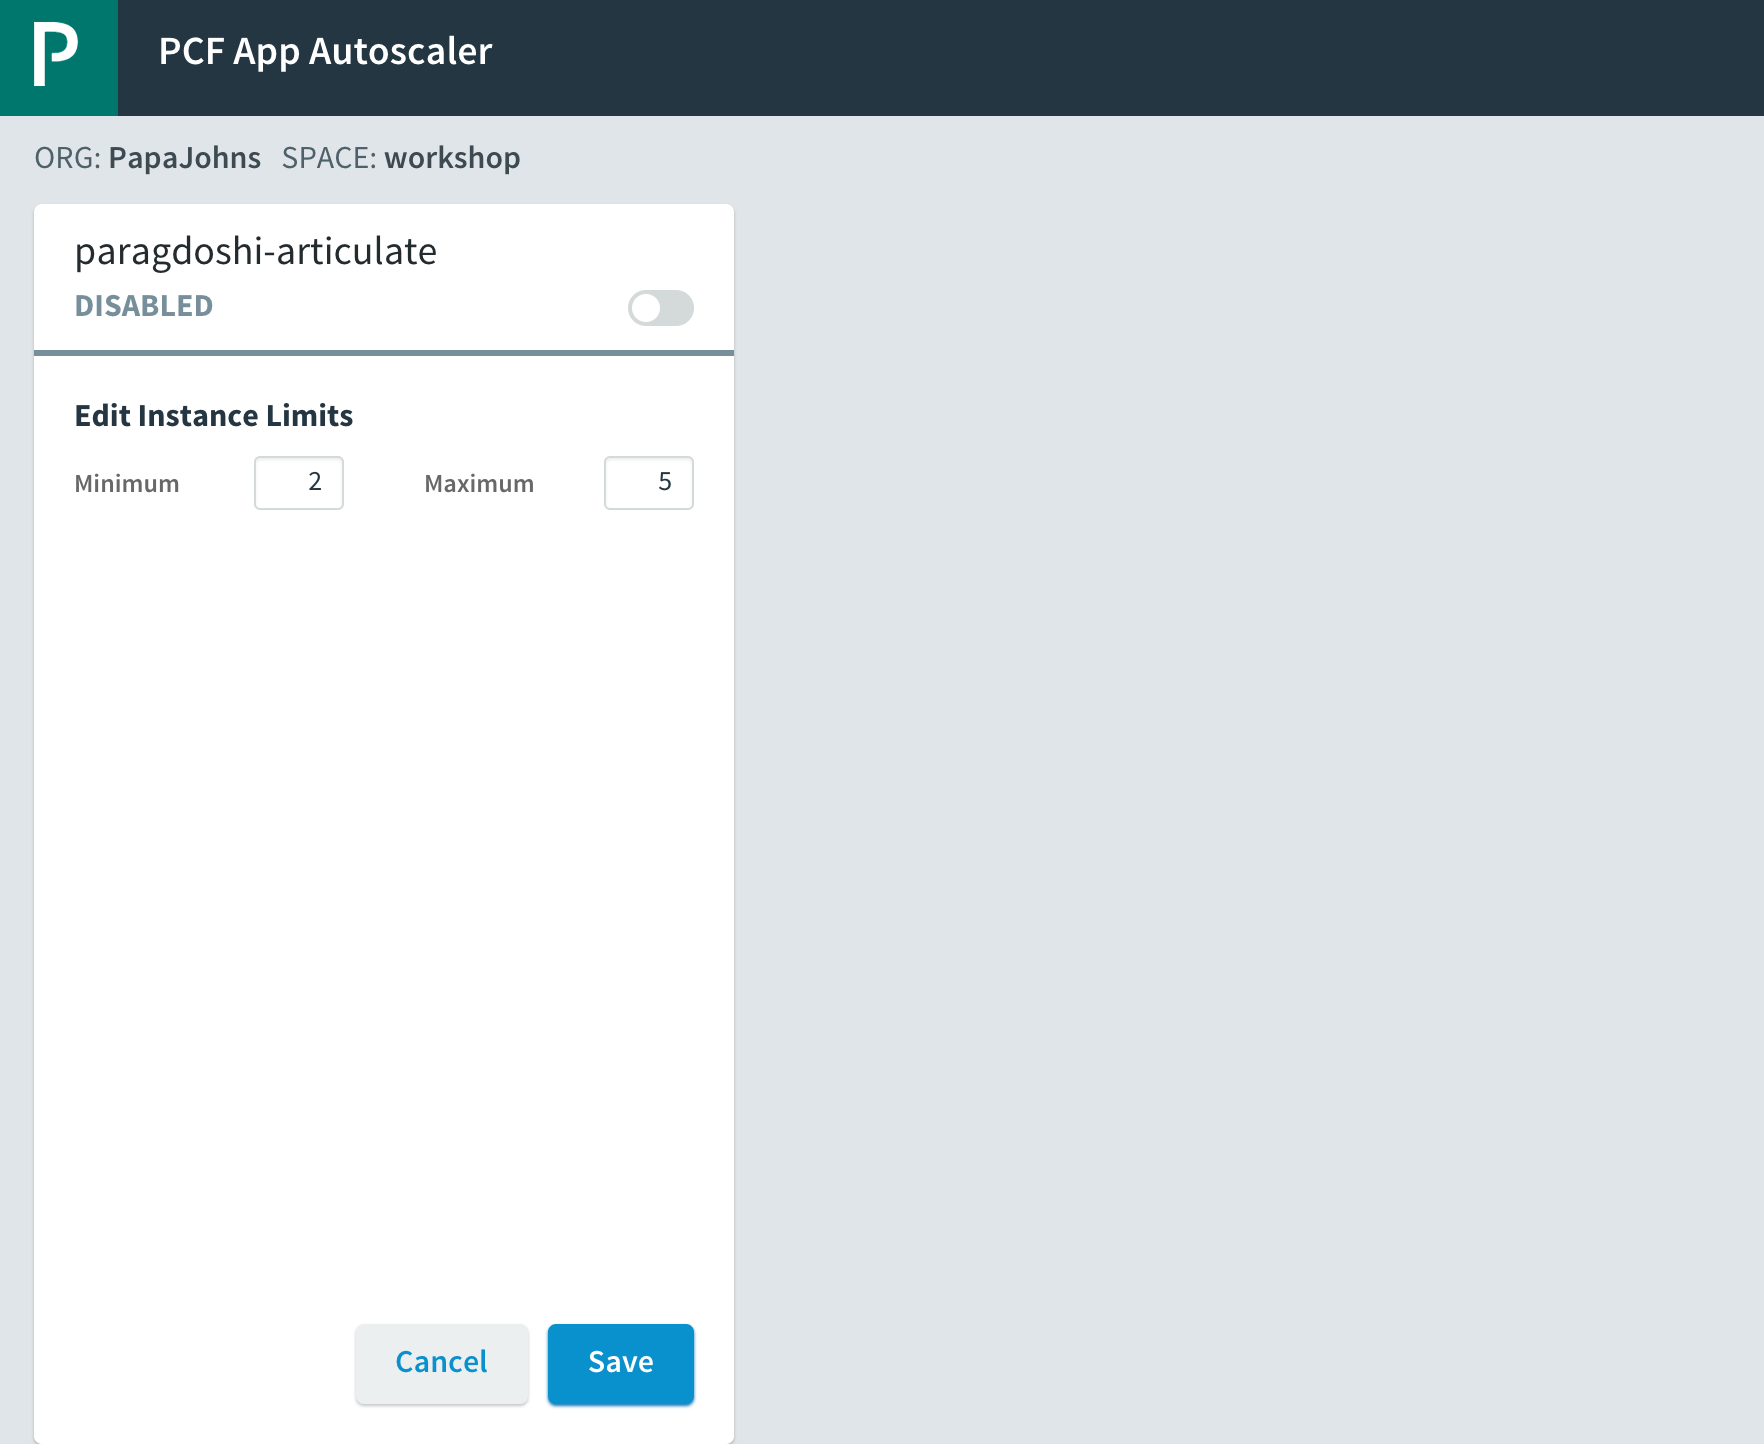 P
PCF App Autoscaler
ORG: PapaJohns SPACE: workshop
paragdoshi-articulate
DISABLED
Edit Instance Limits
Minimum 2 Maximum 5
Cancel Save